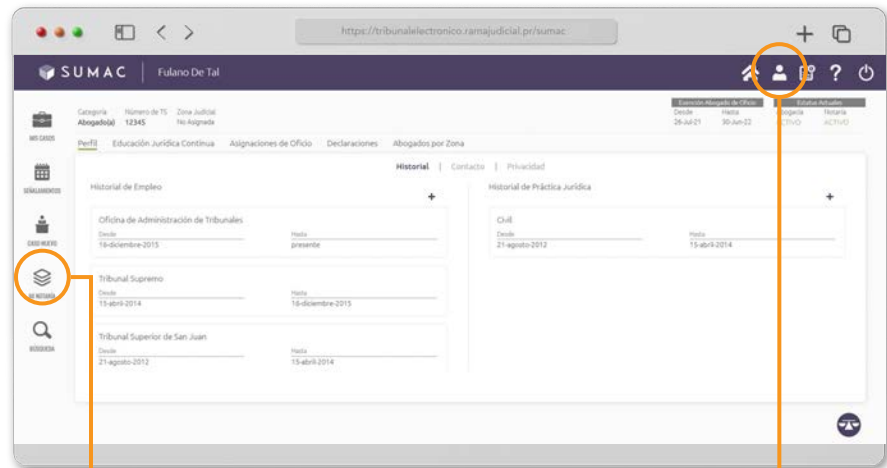 https://tribunalelectronico.ramajudicial.pr/sumac
SUMAC Fulano De Tal
Categoría Número de TS Zona Judicial
Abogado(a) 12345 No Asignada
Exención Abogado de Oficio Estatus Actuales
Desde Hasta Abogacía Notaría
26-Jul-21 30-Jun-22 ACTIVO ACTIVO
MIS CASOS
Perfil Educación Jurídica Continua Asignaciones de Oficio Declaraciones Abogados por Zona
Historial | Contacto | Privacidad
SEÑALAMIENTOS
Historial de Empleo + Historial de Práctica Jurídica +
CASO NUEVO
Oficina de Administración de Tribunales Civil
Desde Hasta Desde Hasta
16-diciembre-2015 presente 21-agosto-2012 15-abril-2014
MI NOTARÍA
Tribunal Supremo
Desde Hasta
15-abril-2014 16-diciembre-2015
BÚSQUEDA
Tribunal Superior de San Juan
Desde Hasta
21-agosto-2012 15-abril-2014